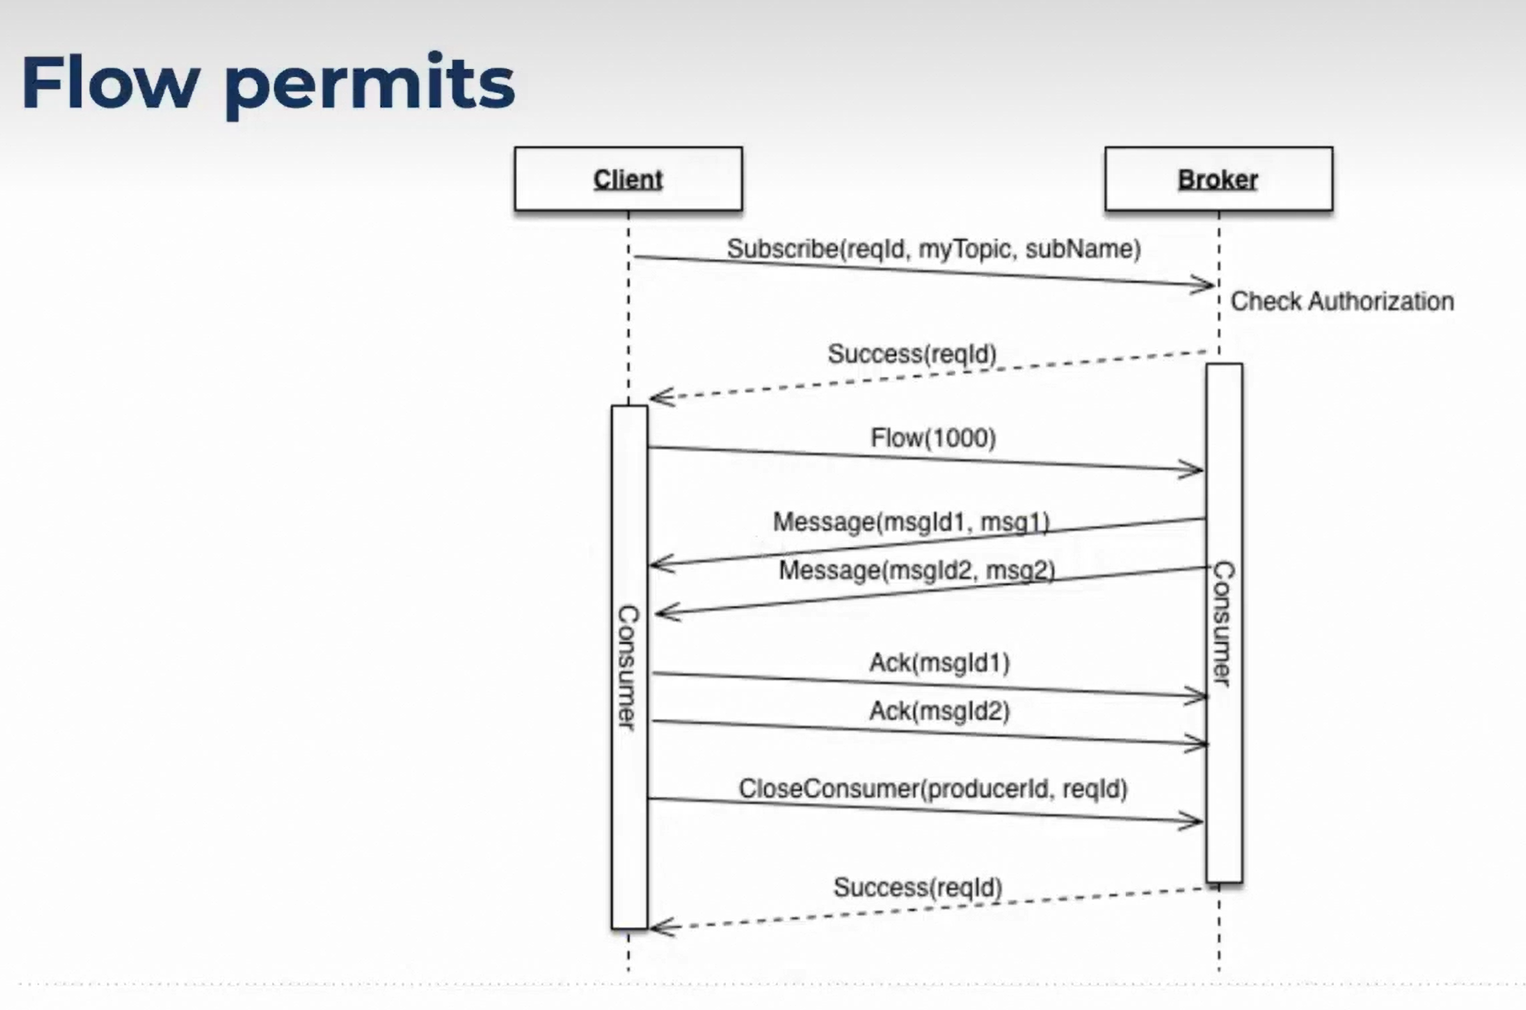 Flow permits
Client
Broker
Subscribe(reqId, myTopic, subName)
Check Authorization
Success(reqId)
Flow(1000)
Message(msgId1, msg1)
Message(msgId2, msg2)
Consumer
Consumer
Ack(msgId1)
Ack(msgId2)
CloseConsumer(producerId, reqId)
Success(reqId)